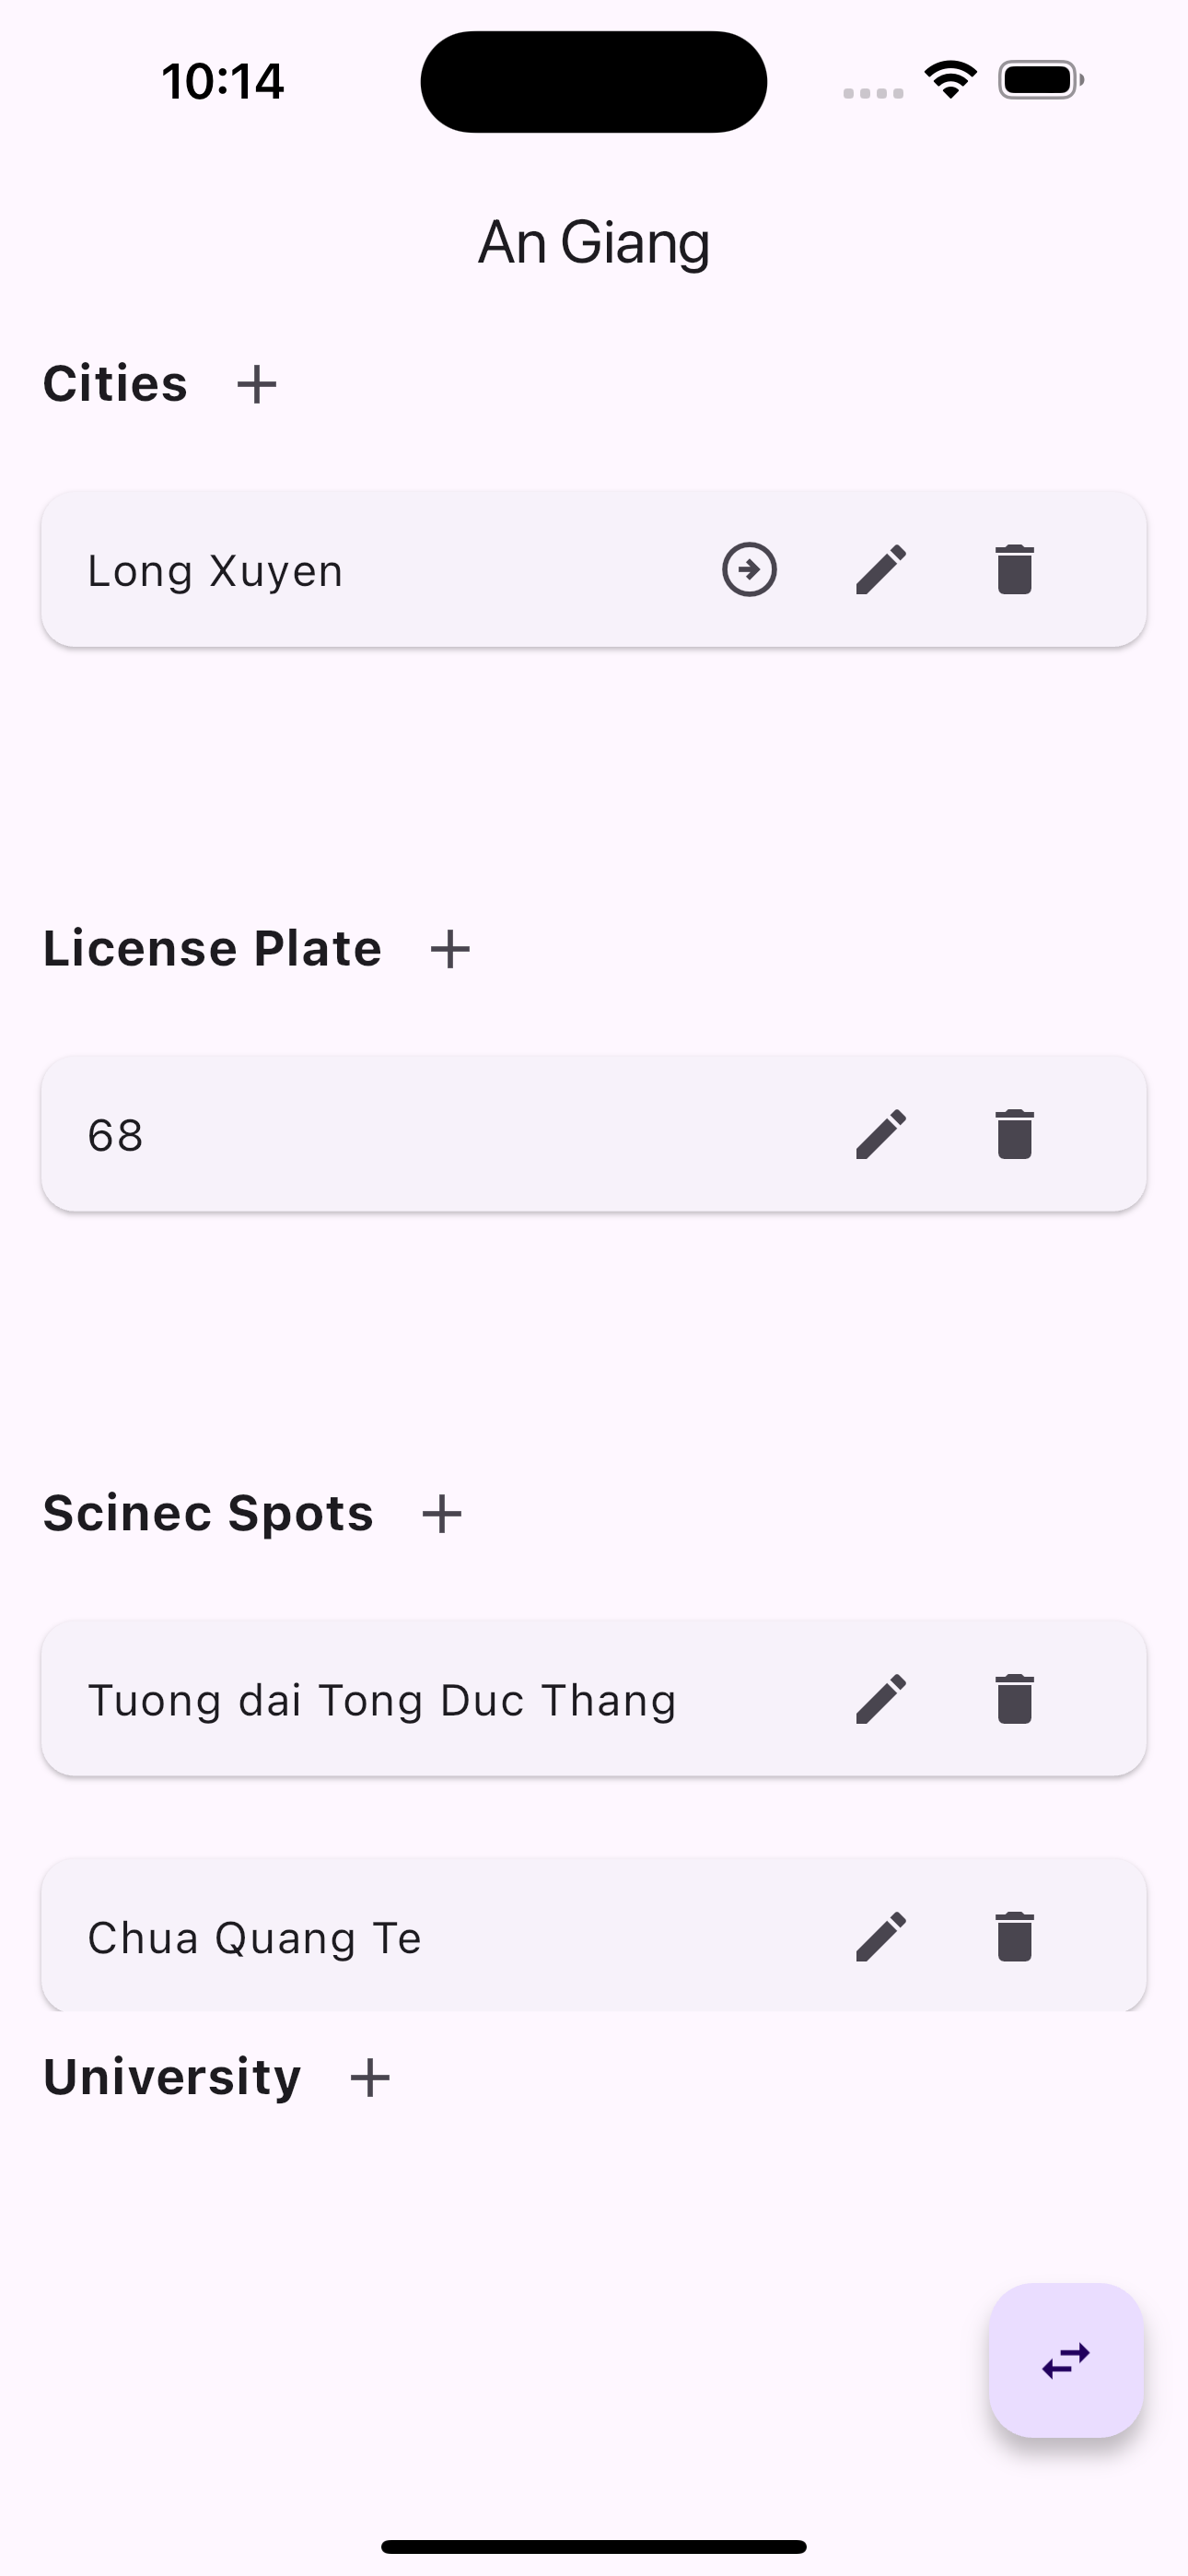 10:14
An Giang
Cities
Long Xuyen
License Plate
68
Scinec Spots
Tuong dai Tong Duc Thang
Chua Quang Te
University